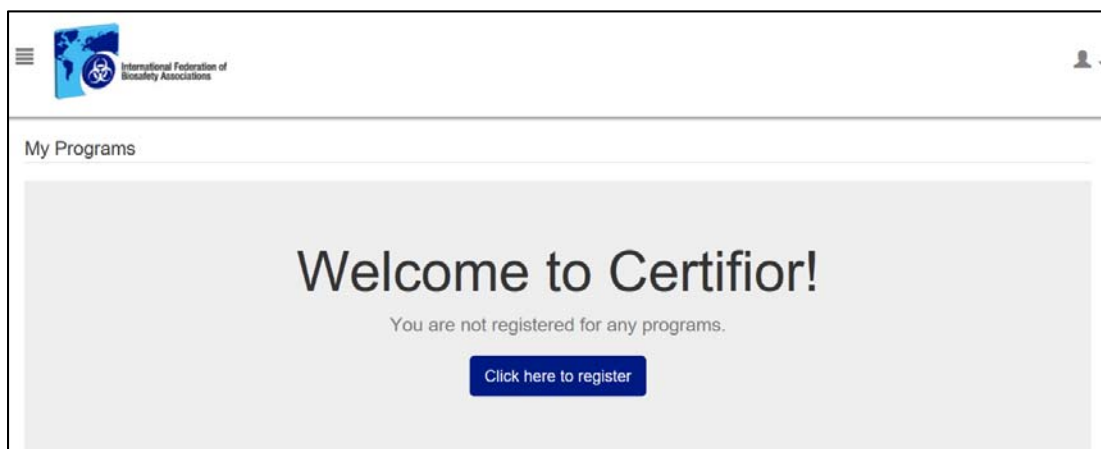 International Federation of
Biosafety Associations
My Programs
Welcome to Certifior!
You are not registered for any programs.
Click here to register